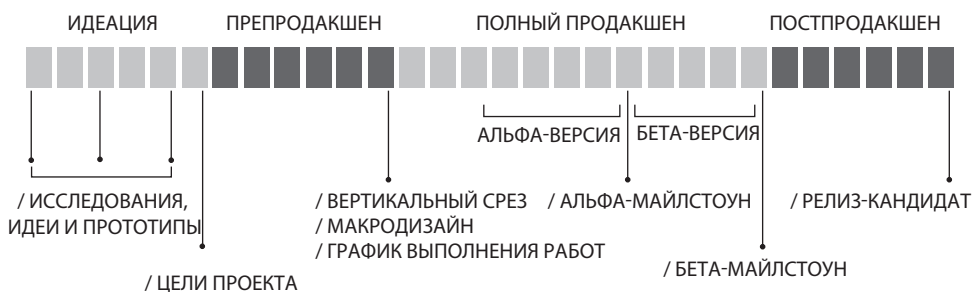 ИДЕАЦИЯ
ПРЕПРОДАКШЕН
ПОЛНЫЙ ПРОДАКШЕН
ПОСТПРОДАКШЕН
АЛЬФА-ВЕРСИЯ
БЕТА-ВЕРСИЯ
/ ИССЛЕДОВАНИЯ,
ИДЕИ И ПРОТОТИПЫ
/ ЦЕЛИ ПРОЕКТА
/ ВЕРТИКАЛЬНЫЙ СРЕЗ
/ МАКРОДИЗАЙН
/ ГРАФИК ВЫПОЛНЕНИЯ РАБОТ
/ АЛЬФА-МАЙЛСТОУН
/ БЕТА-МАЙЛСТОУН
/ РЕЛИЗ-КАНДИДАТ